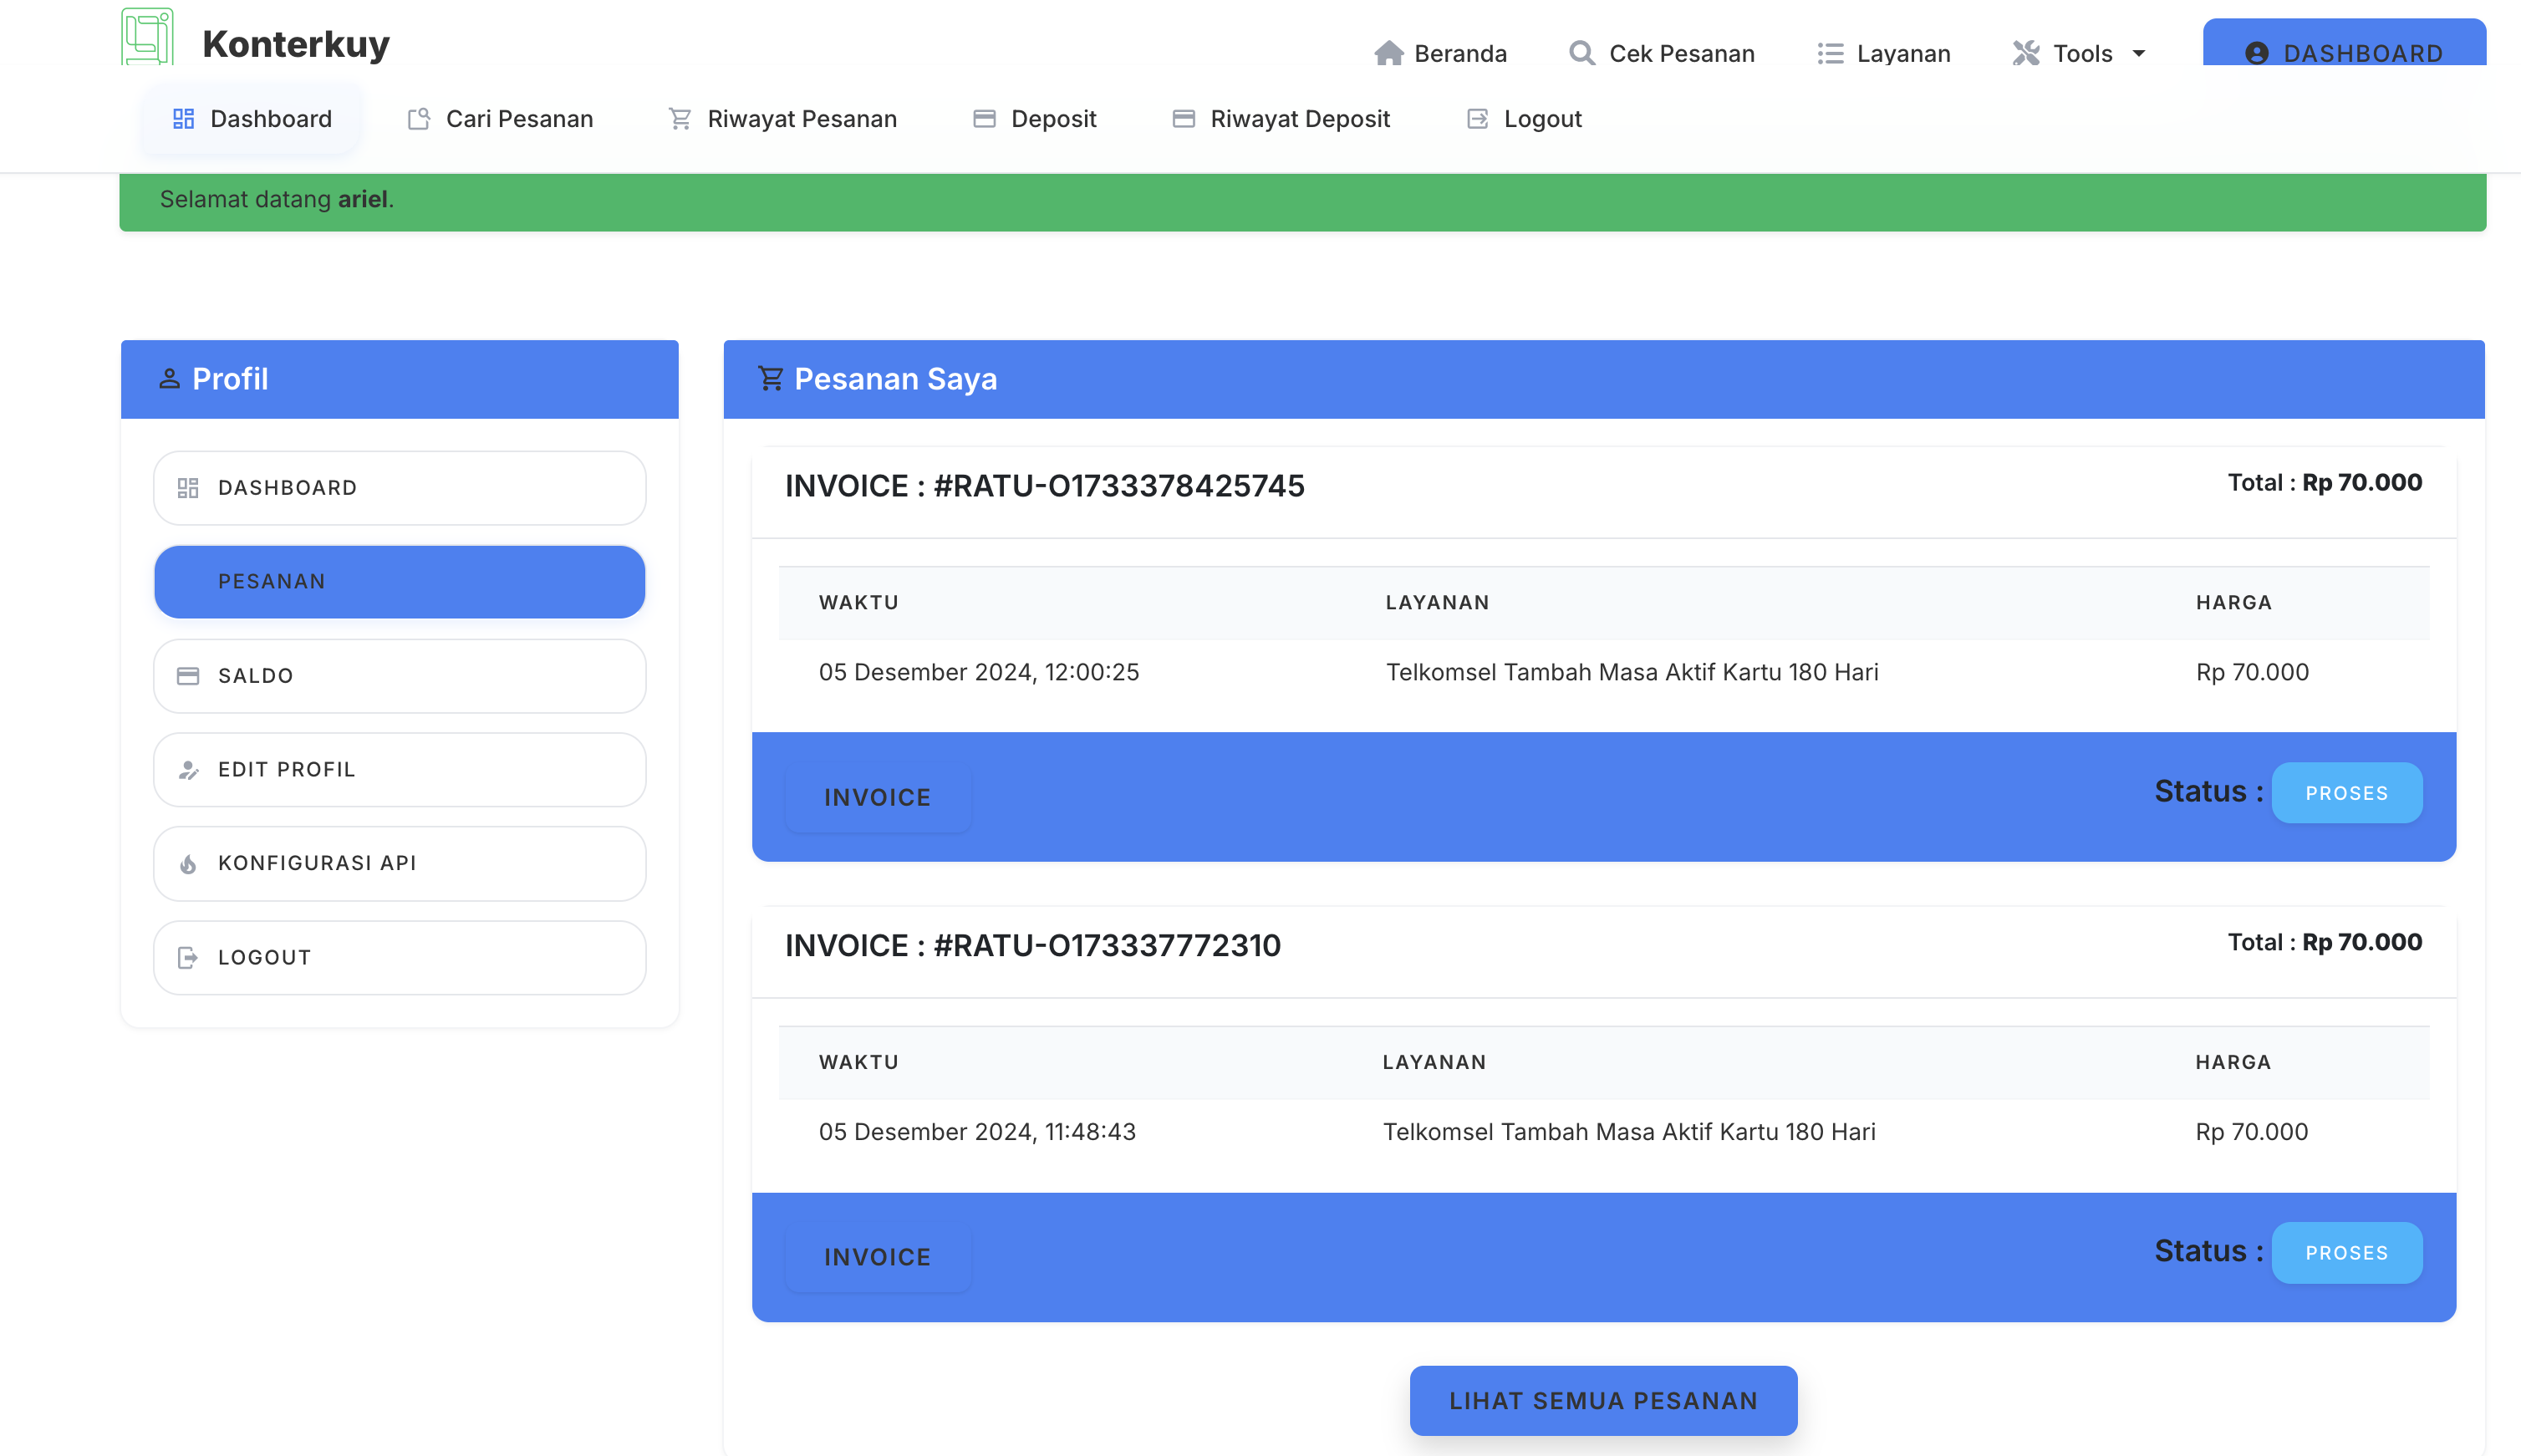 Konterkuy
Beranda Cek Pesanan Layanan Tools DASHBOARD
Dashboard Cari Pesanan Riwayat Pesanan Deposit Riwayat Deposit Logout
Selamat datang ariel.
Profil
DASHBOARD
PESANAN
SALDO
EDIT PROFIL
KONFIGURASI API
LOGOUT
Pesanan Saya
INVOICE : #RATU-O1733378425745 Total : Rp 70.000
WAKTU LAYANAN HARGA
05 Desember 2024, 12:00:25 Telkomsel Tambah Masa Aktif Kartu 180 Hari Rp 70.000
INVOICE Status : PROSES
INVOICE : #RATU-O173337772310 Total : Rp 70.000
WAKTU LAYANAN HARGA
05 Desember 2024, 11:48:43 Telkomsel Tambah Masa Aktif Kartu 180 Hari Rp 70.000
INVOICE Status : PROSES
LIHAT SEMUA PESANAN